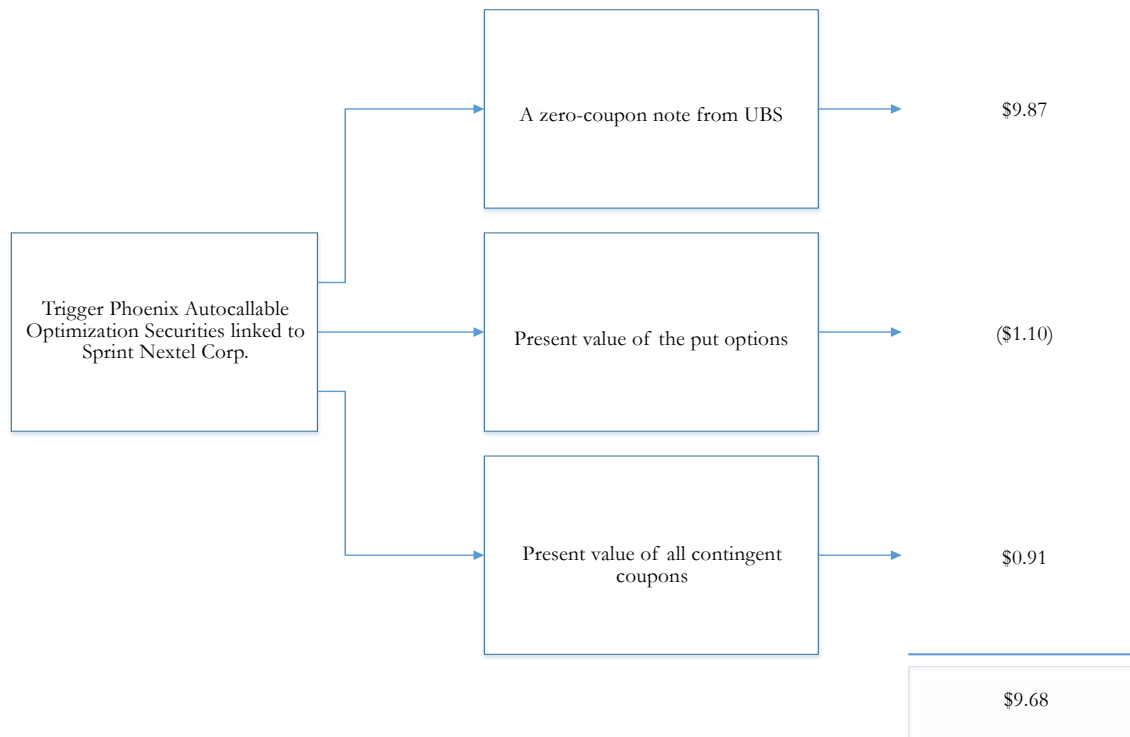 A zero-coupon note from UBS
$9.87
Trigger Phoenix Autocallable
Optimization Securities linked to
Sprint Nextel Corp.
Present value of the put options
($1.10)
Present value of all contingent
coupons
$0.91
$9.68